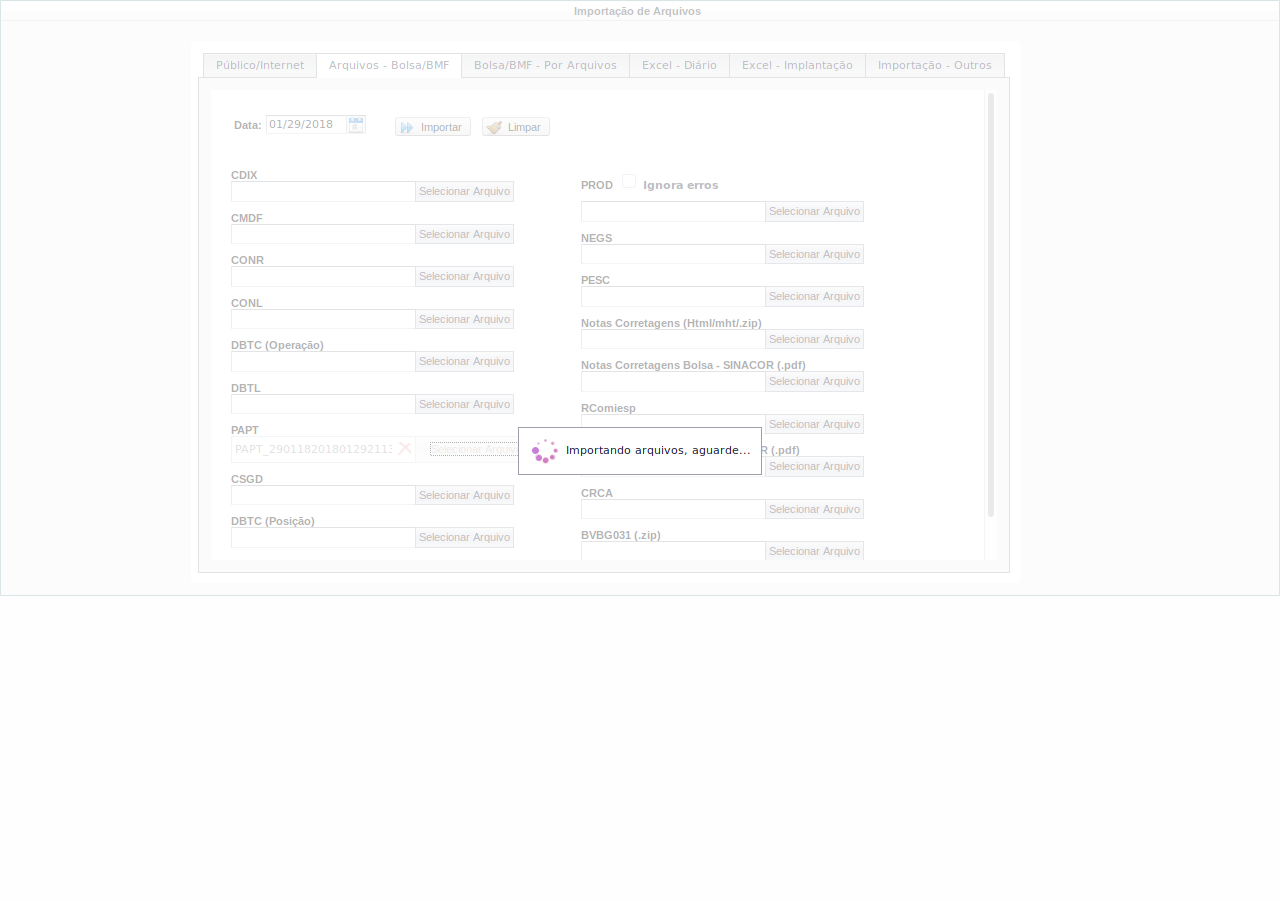 Importação de Arquivos
Público/Internet
Arquivos - Bolsa/BMF
Bolsa/BMF - Por Arquivos
Excel - Diário
Excel - Implantação
Importação - Outros
Data: 01/29/2018
Importar
Limpar
CDIX
Selecionar Arquivo
CMDF
Selecionar Arquivo
CONR
Selecionar Arquivo
CONL
Selecionar Arquivo
DBTC (Operação)
Selecionar Arquivo
DBTL
Selecionar Arquivo
PAPT
PAPT_29011820180129211
Selecionar Arquivo
CSGD
Selecionar Arquivo
DBTC (Posição)
Selecionar Arquivo
PROD
Ignora erros
Selecionar Arquivo
NEGS
Selecionar Arquivo
PESC
Selecionar Arquivo
Notas Corretagens (Html/mht/.zip)
Selecionar Arquivo
Notas Corretagens Bolsa - SINACOR (.pdf)
Selecionar Arquivo
RComiesp
Selecionar Arquivo
R (.pdf)
Selecionar Arquivo
CRCA
Selecionar Arquivo
BVBG031 (.zip)
Selecionar Arquivo
Importando arquivos, aguarde...